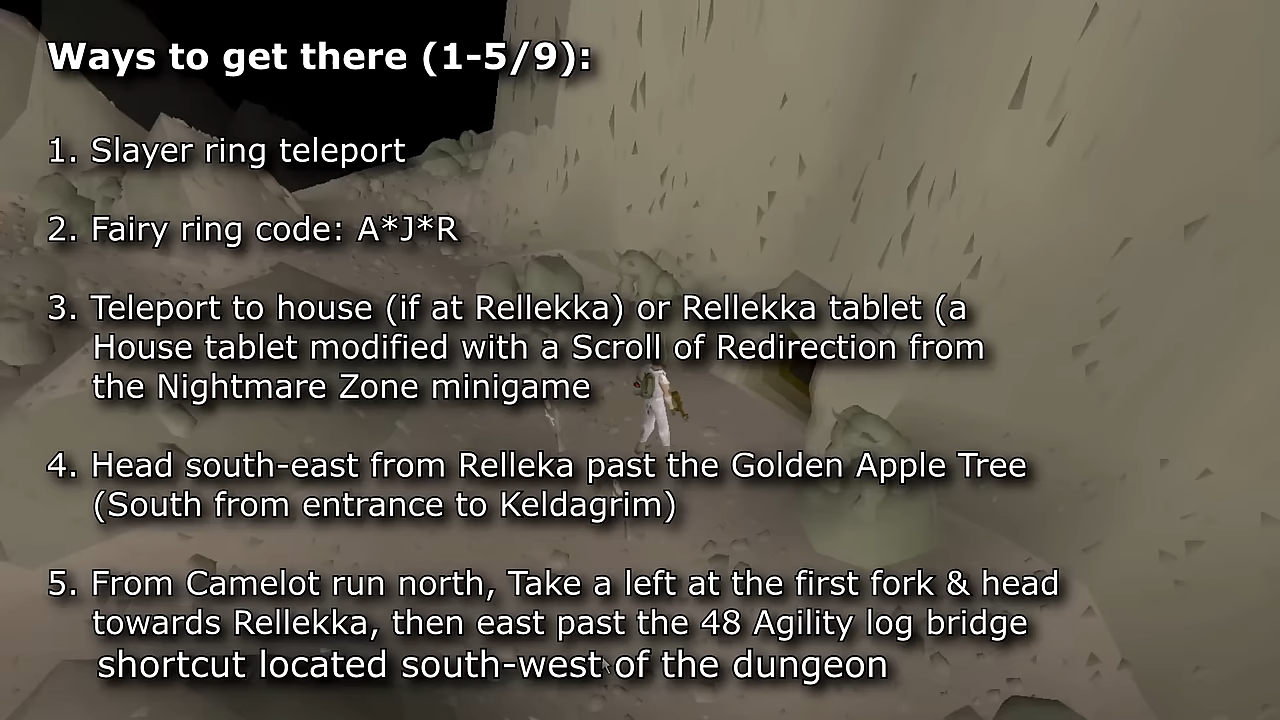 Ways to get there (1-5/9):
1. Slayer ring teleport
2. Fairy ring code: A*J*R
3. Teleport to house (if at Rellekka) or Rellekka tablet (a
House tablet modified with a Scroll of Redirection from
the Nightmare Zone minigame
4. Head south-east from Releka past the Golden Apple Tree
(South from entrance to Keldagrim)
5. From Camelot run north, Take a left at the first fork & head
towards Rellekka, then east past the 48 Agility log bridge
shortcut located south-west of the dungeon